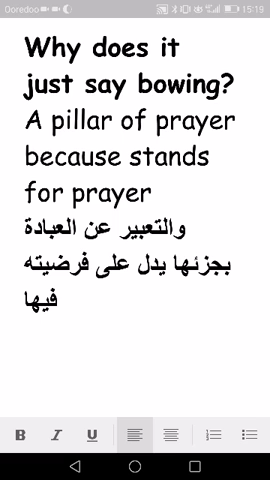 Ooredoo
15:19
Why does it
just say bowing?
A pillar of prayer
because stands
for prayer
والتعبير عن العبادة
بجزئها يدل على فرضيته
فيها
B I U